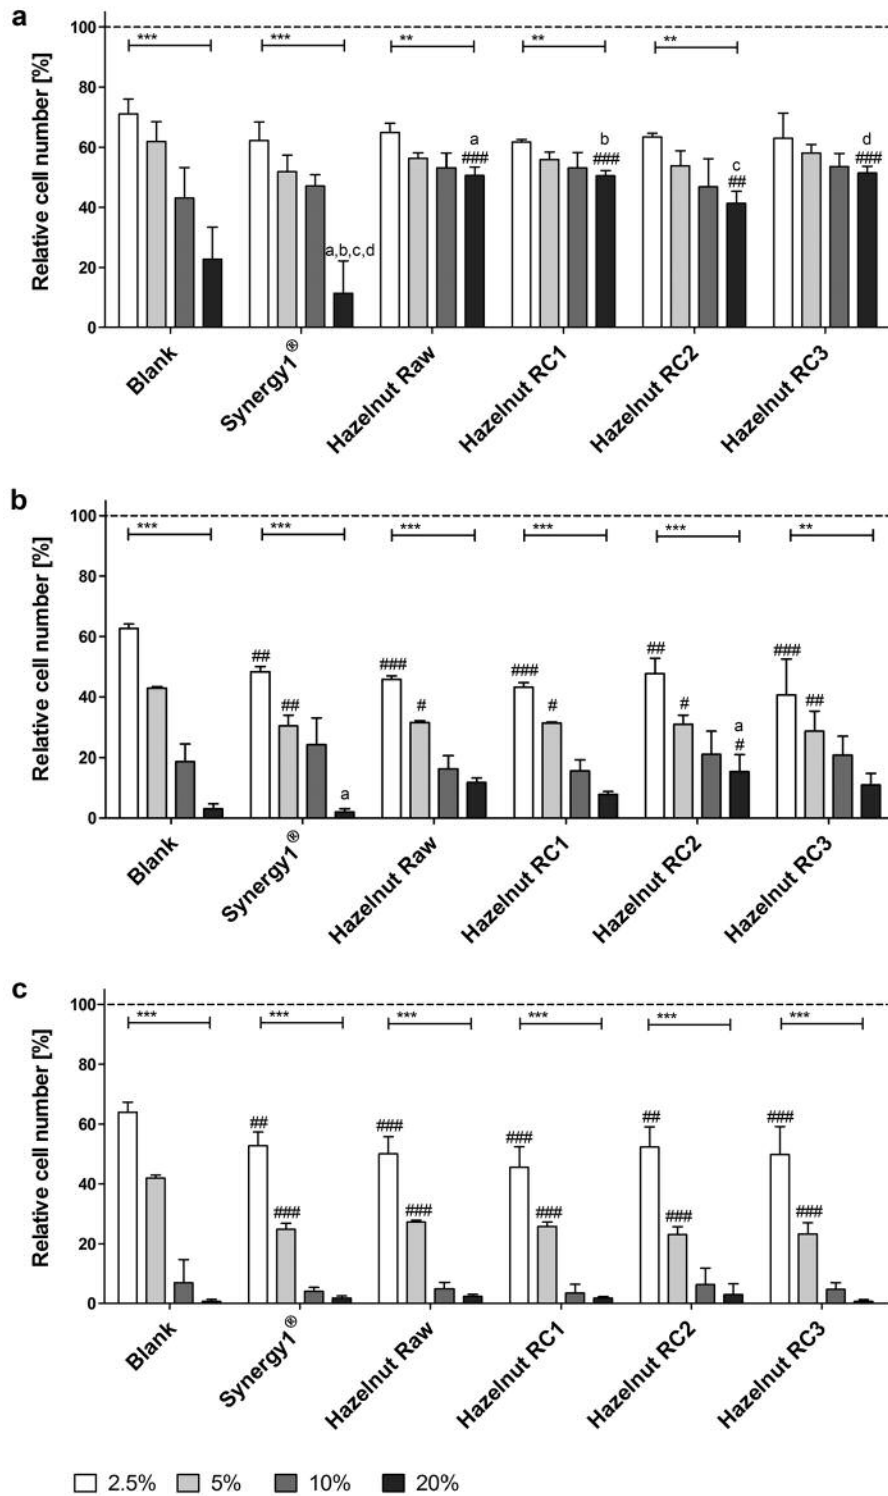 a
Relative cell number [%]
100
80
60
40
20
0
*** *** ** ** **
a b c d
### ### ## ###
a,b,c,d
Blank Synergy1® Hazelnut Raw Hazelnut RC1 Hazelnut RC2 Hazelnut RC3
b
Relative cell number [%]
100
80
60
40
20
0
*** *** *** *** *** **
## ### ### ## ###
## # # # ##
a a
#
Blank Synergy1® Hazelnut Raw Hazelnut RC1 Hazelnut RC2 Hazelnut RC3
c
Relative cell number [%]
100
80
60
40
20
0
*** *** *** *** *** ***
## ### ### ## ###
### ### ### ### ###
Blank Synergy1® Hazelnut Raw Hazelnut RC1 Hazelnut RC2 Hazelnut RC3
2.5% 5% 10% 20%